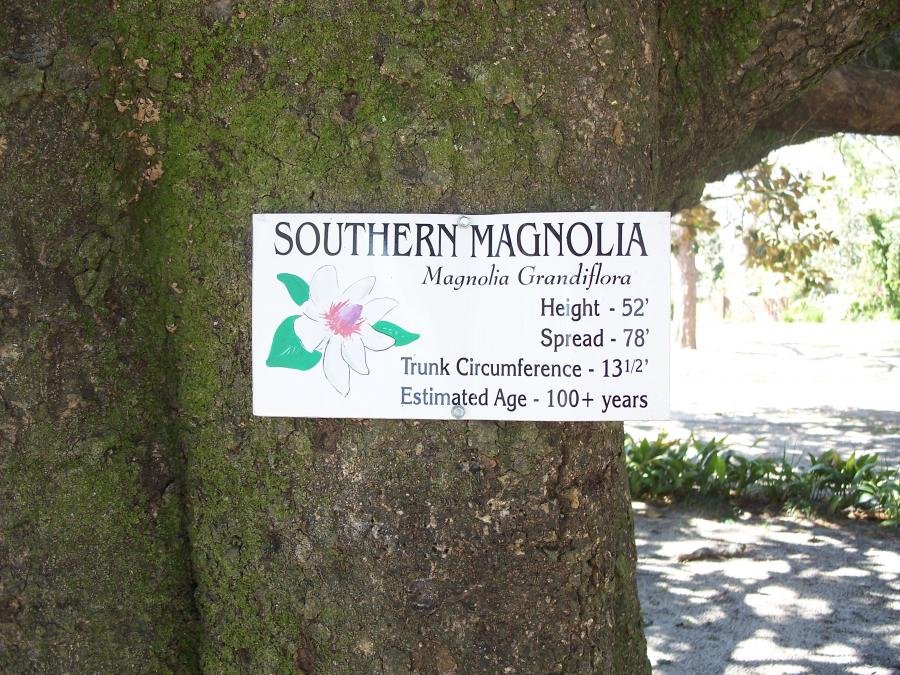 SOUTHERN MAGNOLIA
Magnolia Grandiflora
Height - 52'
Spread - 78'
Trunk Circumference - 13 1/2'
Estimated Age - 100+ years